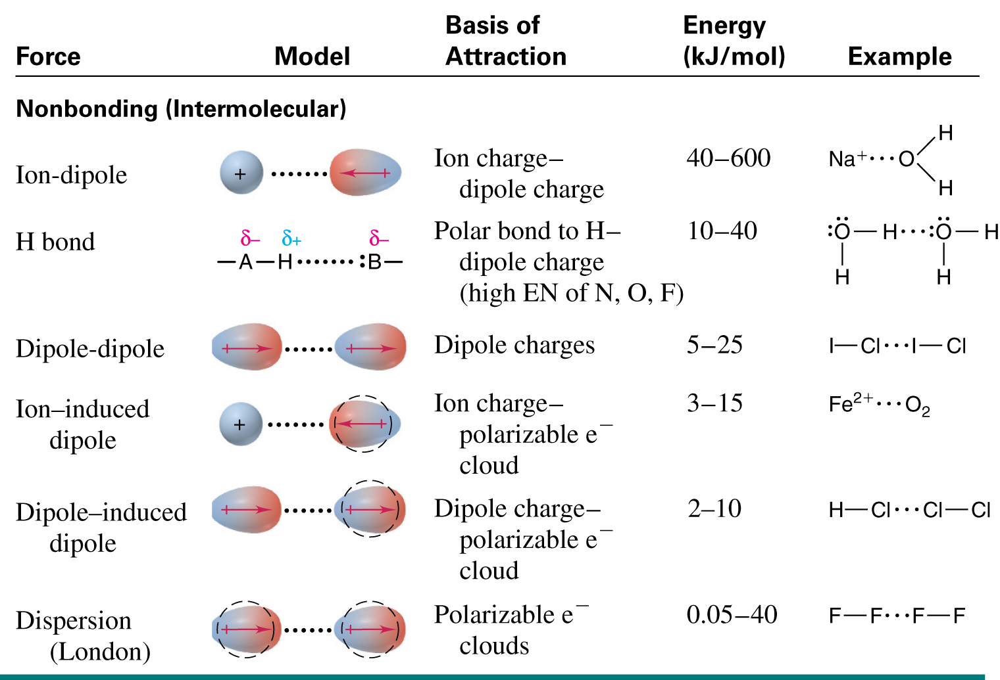 Force Model Basis of Attraction Energy (kJ/mol) Example
Nonbonding (Intermolecular)
Ion-dipole
+
+
Ion charge–
dipole charge
40–600
Na⁺···O
H
H
H bond
δ– δ+ δ–
—A—H·······:B—
Polar bond to H–
dipole charge
(high EN of N, O, F)
10–40
:Ö—H···:Ö—H
H H
Dipole-dipole
Dipole charges
5–25
I—Cl···I—Cl
Ion–induced
dipole
+
+
Ion charge–
polarizable e⁻
cloud
3–15
Fe²⁺···O₂
Dipole–induced
dipole
Dipole charge–
polarizable e⁻
cloud
2–10
H—Cl···Cl—Cl
Dispersion
(London)
Polarizable e⁻
clouds
0.05–40
F—F···F—F